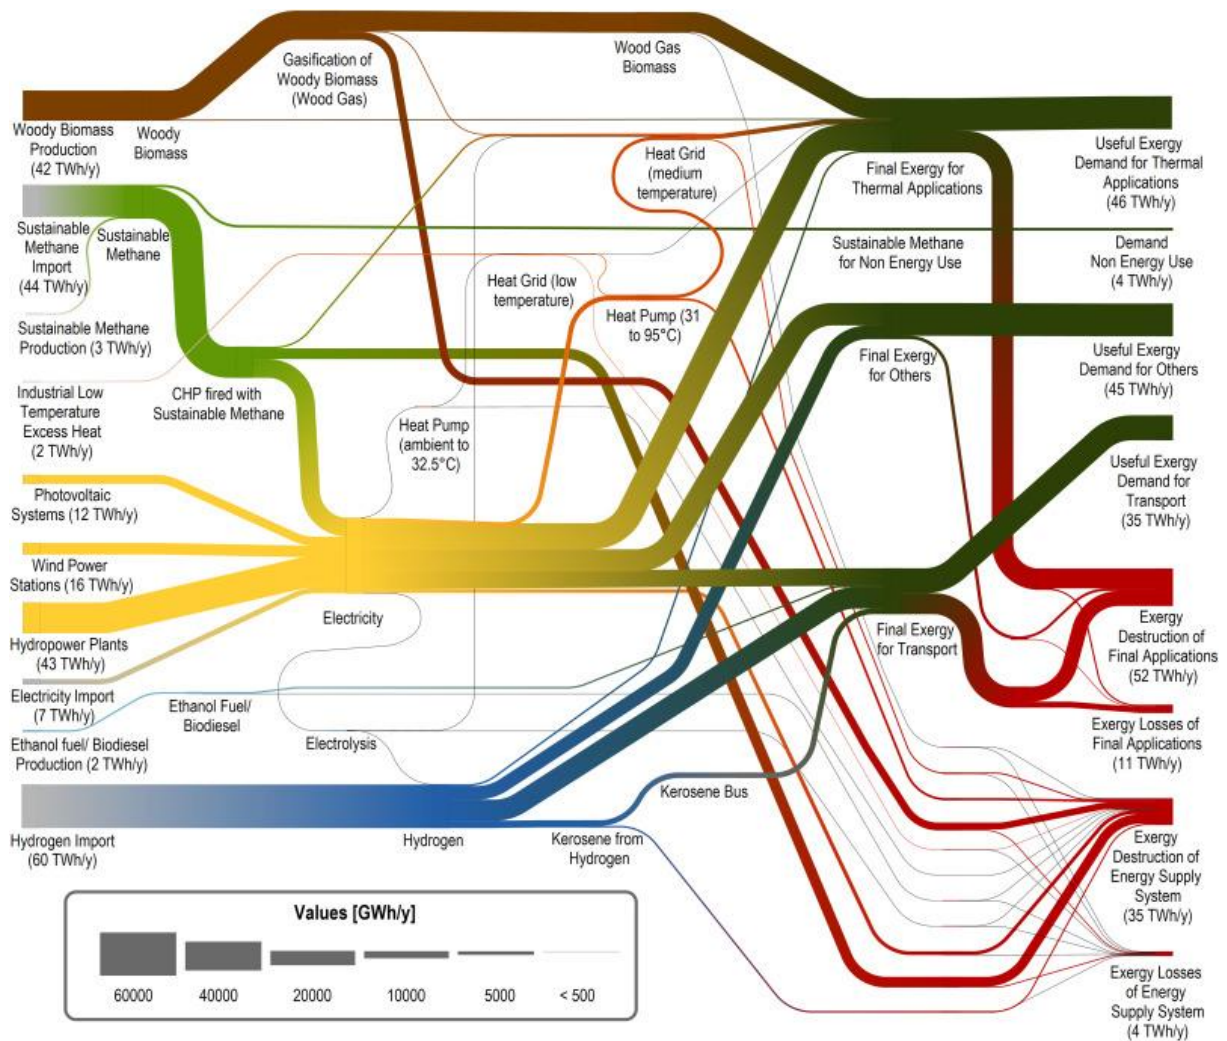 Gasification of
Woody Biomass
(Wood Gas)
Wood Gas
Biomass
Woody Biomass
Production
(42 TWh/y)
Woody
Biomass
Heat Grid
(medium
temperature)
Final Exergy for
Thermal Applications
Useful Exergy
Demand for Thermal
Applications
(46 TWh/y)
Sustainable
Methane
Import
(44 TWh/y)
Sustainable
Methane
Sustainable Methane
for Non Energy Use
Demand
Non Energy Use
(4 TWh/y)
Heat Grid (low
temperature)
Heat Pump (31
to 95°C)
Sustainable Methane
Production (3 TWh/y)
Final Exergy
for Others
Useful Exergy
Demand for Others
(45 TWh/y)
Industrial Low
Temperature
Excess Heat
(2 TWh/y)
CHP fired with
Sustainable Methane
Heat Pump
(ambient to
32.5°C)
Useful Exergy
Demand for
Transport
(35 TWh/y)
Photovoltaic
Systems (12 TWh/y)
Wind Power
Stations (16 TWh/y)
Electricity
Final Exergy
for Transport
Exergy
Destruction of
Final Applications
(52 TWh/y)
Hydropower Plants
(43 TWh/y)
Electricity Import
(7 TWh/y)
Ethanol Fuel/
Biodiesel
Ethanol fuel/ Biodiesel
Production (2 TWh/y)
Electrolysis
Exergy Losses of
Final Applications
(11 TWh/y)
Kerosene Bus
Hydrogen Import
(60 TWh/y)
Hydrogen
Kerosene from
Hydrogen
Exergy
Destruction of
Energy Supply
System
(35 TWh/y)
Exergy Losses
of Energy
Supply System
(4 TWh/y)
Values [GWh/y]
60000 40000 20000 10000 5000 < 500